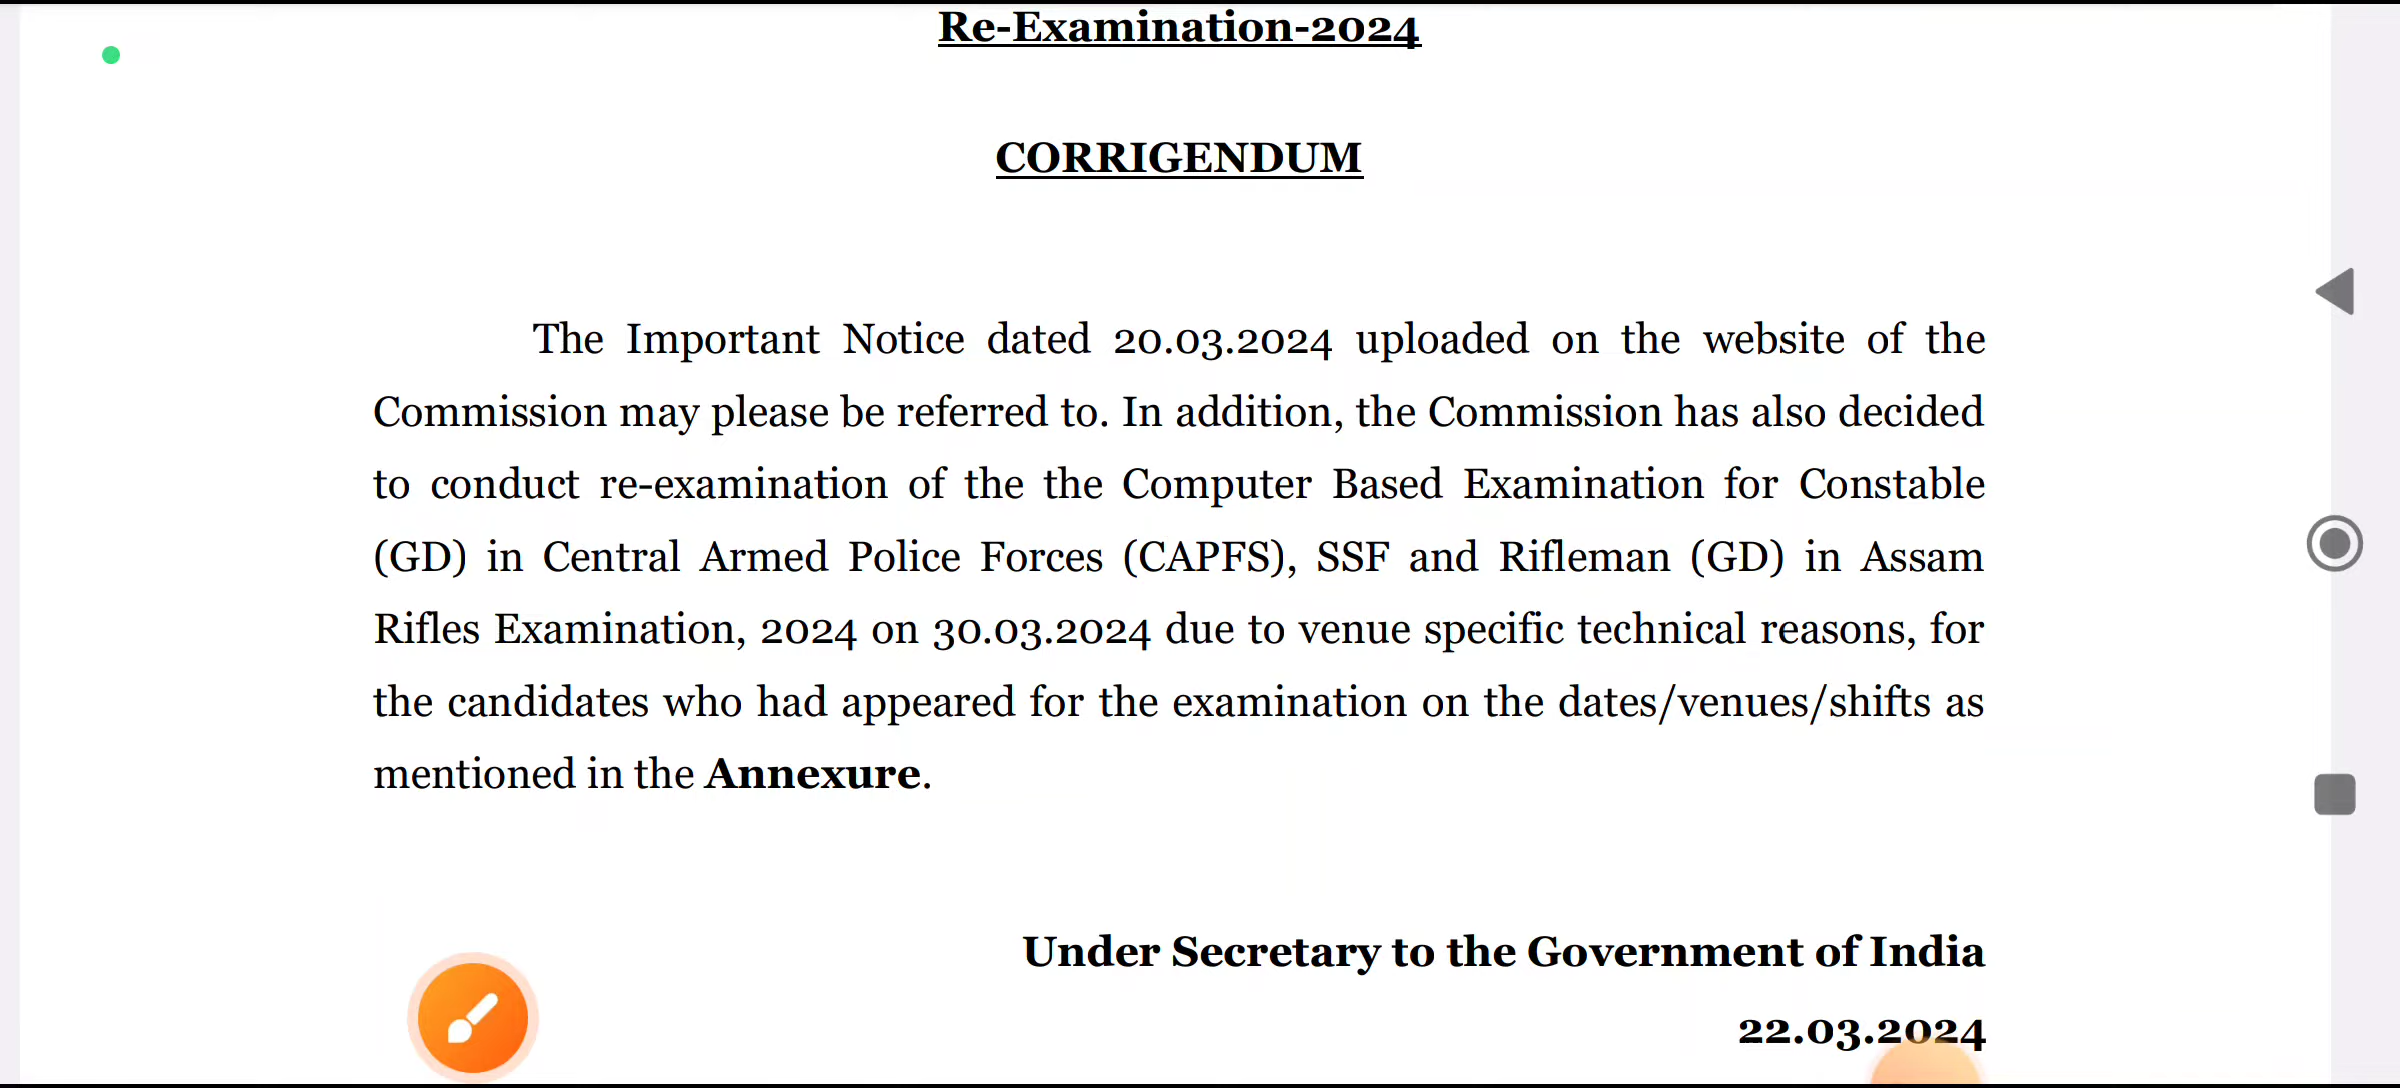 Re-Examination-2024
CORRIGENDUM
The Important Notice dated 20.03.2024 uploaded on the website of the
Commission may please be referred to. In addition, the Commission has also decided
to conduct re-examination of the the Computer Based Examination for Constable
(GD) in Central Armed Police Forces (CAPFS), SSF and Rifleman (GD) in Assam
Rifles Examination, 2024 on 30.03.2024 due to venue specific technical reasons, for
the candidates who had appeared for the examination on the dates/venues/shifts as
mentioned in the Annexure.
Under Secretary to the Government of India
22.03.2024